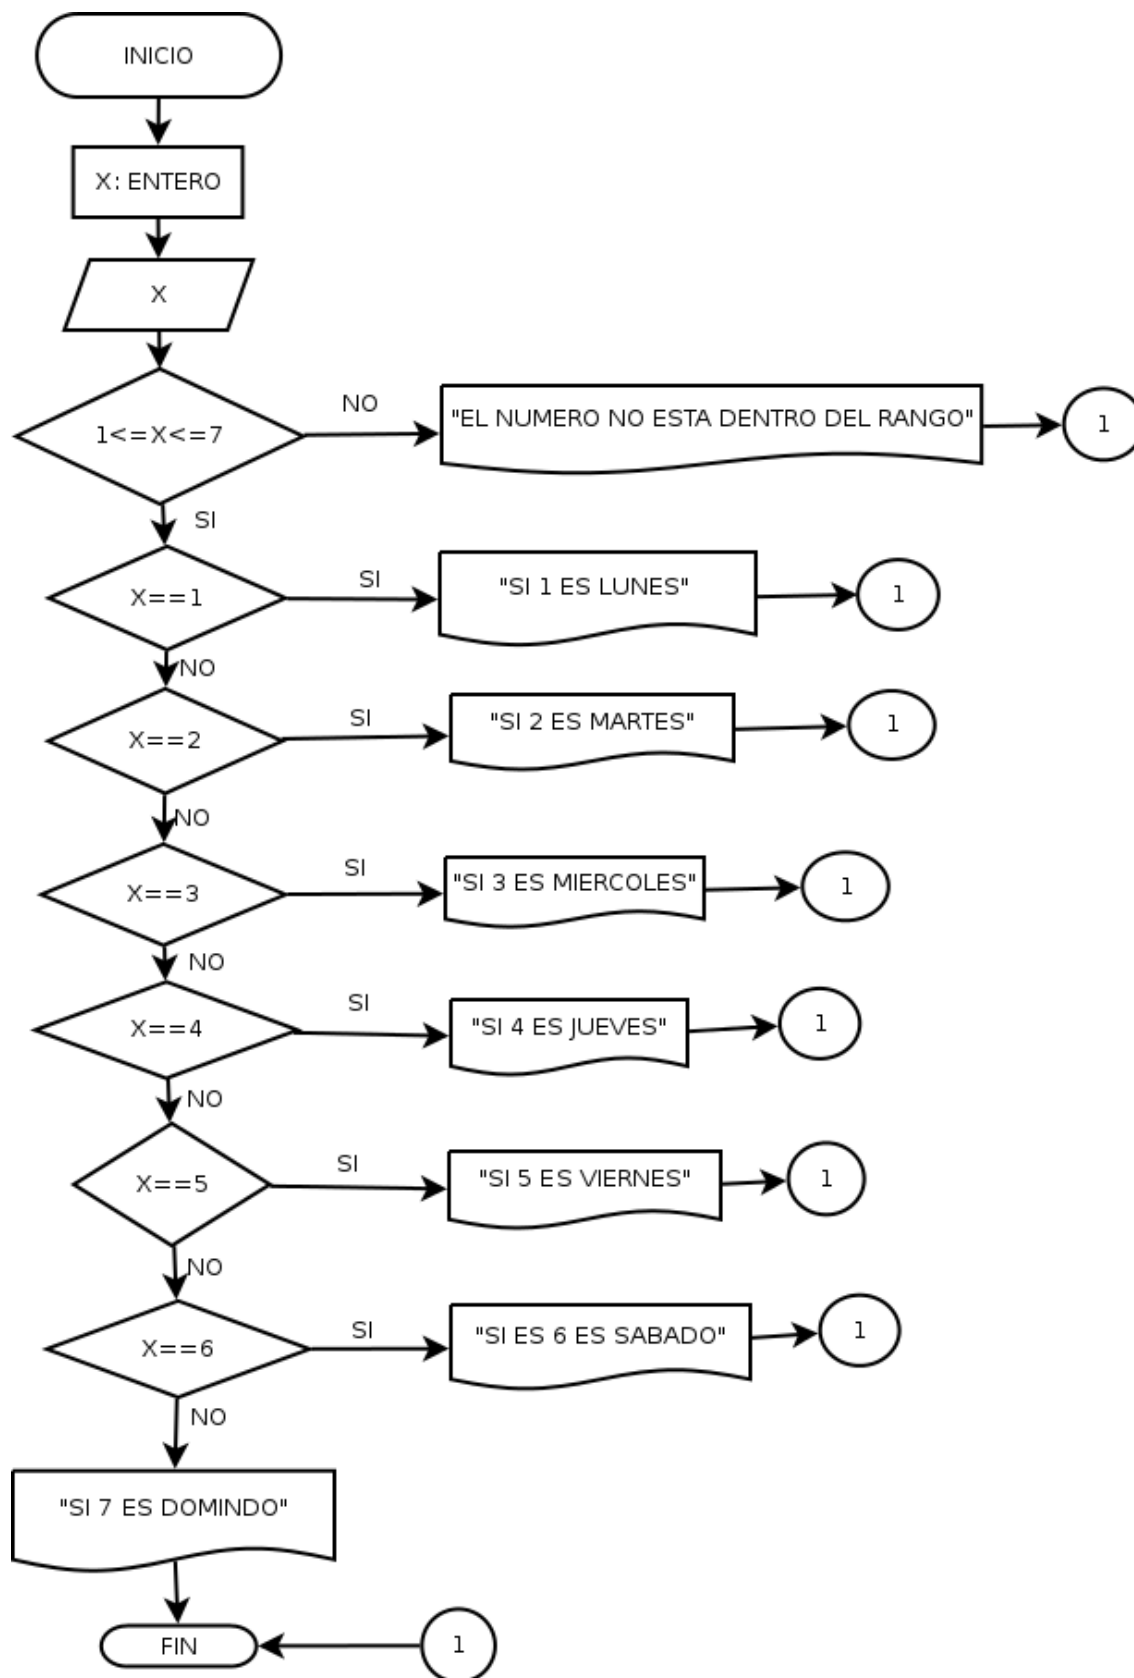 INICIO
X: ENTERO
X
1<=X<=7
NO
"EL NUMERO NO ESTA DENTRO DEL RANGO"
1
SI
X==1
SI
"SI 1 ES LUNES"
1
NO
X==2
SI
"SI 2 ES MARTES"
1
NO
X==3
SI
"SI 3 ES MIERCOLES"
1
NO
X==4
SI
"SI 4 ES JUEVES"
1
NO
X==5
SI
"SI 5 ES VIERNES"
1
NO
X==6
SI
"SI ES 6 ES SABADO"
1
NO
"SI 7 ES DOMINDO"
FIN
1